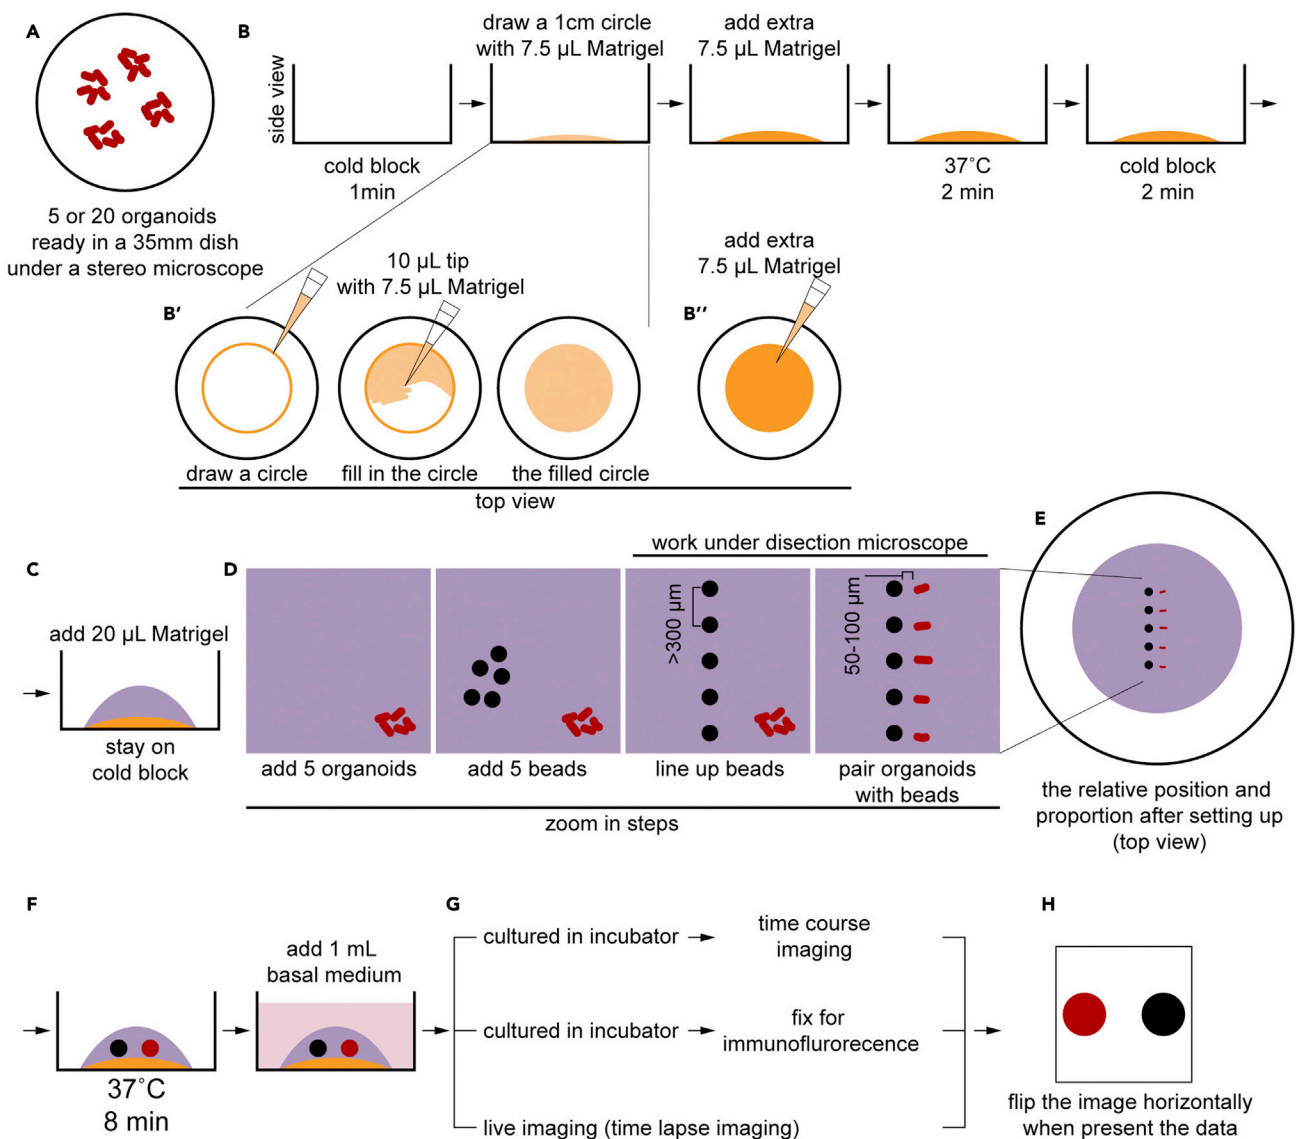 A
5 or 20 organoids
ready in a 35mm dish
under a stereo microscope
B
side view
cold block
1min
draw a 1cm circle
with 7.5 µL Matrigel
add extra
7.5 µL Matrigel
37˚C
2 min
cold block
2 min
B′
10 µL tip
with 7.5 µL Matrigel
draw a circle
fill in the circle
the filled circle
B′′
add extra
7.5 µL Matrigel
top view
C
add 20 µL Matrigel
stay on
cold block
D
work under disection microscope
>300 µm
50-100 µm
add 5 organoids
add 5 beads
line up beads
pair organoids
with beads
zoom in steps
E
the relative position and
proportion after setting up
(top view)
F
37˚C
8 min
add 1 mL
basal medium
G
cultured in incubator
time course
imaging
cultured in incubator
fix for
immunoflurorecence
live imaging (time lapse imaging)
H
flip the image horizontally
when present the data